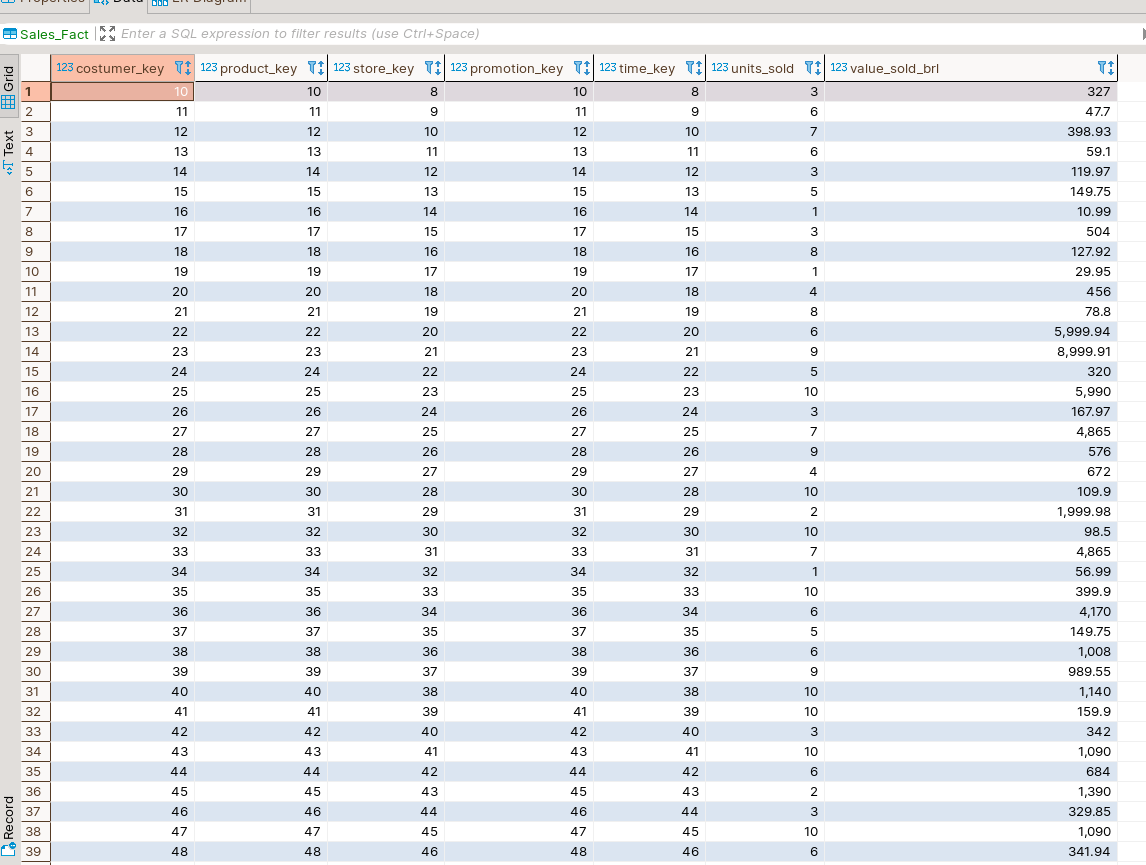 Properties Data ER Diagram
Sales_Fact Enter a SQL expression to filter results (use Ctrl+Space)
Grid
Text
Record
123 costumer_key 123 product_key 123 store_key 123 promotion_key 123 time_key 123 units_sold 123 value_sold_brl
1 10 10 8 10 8 3 327
2 11 11 9 11 9 6 47.7
3 12 12 10 12 10 7 398.93
4 13 13 11 13 11 6 59.1
5 14 14 12 14 12 3 119.97
6 15 15 13 15 13 5 149.75
7 16 16 14 16 14 1 10.99
8 17 17 15 17 15 3 504
9 18 18 16 18 16 8 127.92
10 19 19 17 19 17 1 29.95
11 20 20 18 20 18 4 456
12 21 21 19 21 19 8 78.8
13 22 22 20 22 20 6 5,999.94
14 23 23 21 23 21 9 8,999.91
15 24 24 22 24 22 5 320
16 25 25 23 25 23 10 5,990
17 26 26 24 26 24 3 167.97
18 27 27 25 27 25 7 4,865
19 28 28 26 28 26 9 576
20 29 29 27 29 27 4 672
21 30 30 28 30 28 10 109.9
22 31 31 29 31 29 2 1,999.98
23 32 32 30 32 30 10 98.5
24 33 33 31 33 31 7 4,865
25 34 34 32 34 32 1 56.99
26 35 35 33 35 33 10 399.9
27 36 36 34 36 34 6 4,170
28 37 37 35 37 35 5 149.75
29 38 38 36 38 36 6 1,008
30 39 39 37 39 37 9 989.55
31 40 40 38 40 38 10 1,140
32 41 41 39 41 39 10 159.9
33 42 42 40 42 40 3 342
34 43 43 41 43 41 10 1,090
35 44 44 42 44 42 6 684
36 45 45 43 45 43 2 1,390
37 46 46 44 46 44 3 329.85
38 47 47 45 47 45 10 1,090
39 48 48 46 48 46 6 341.94